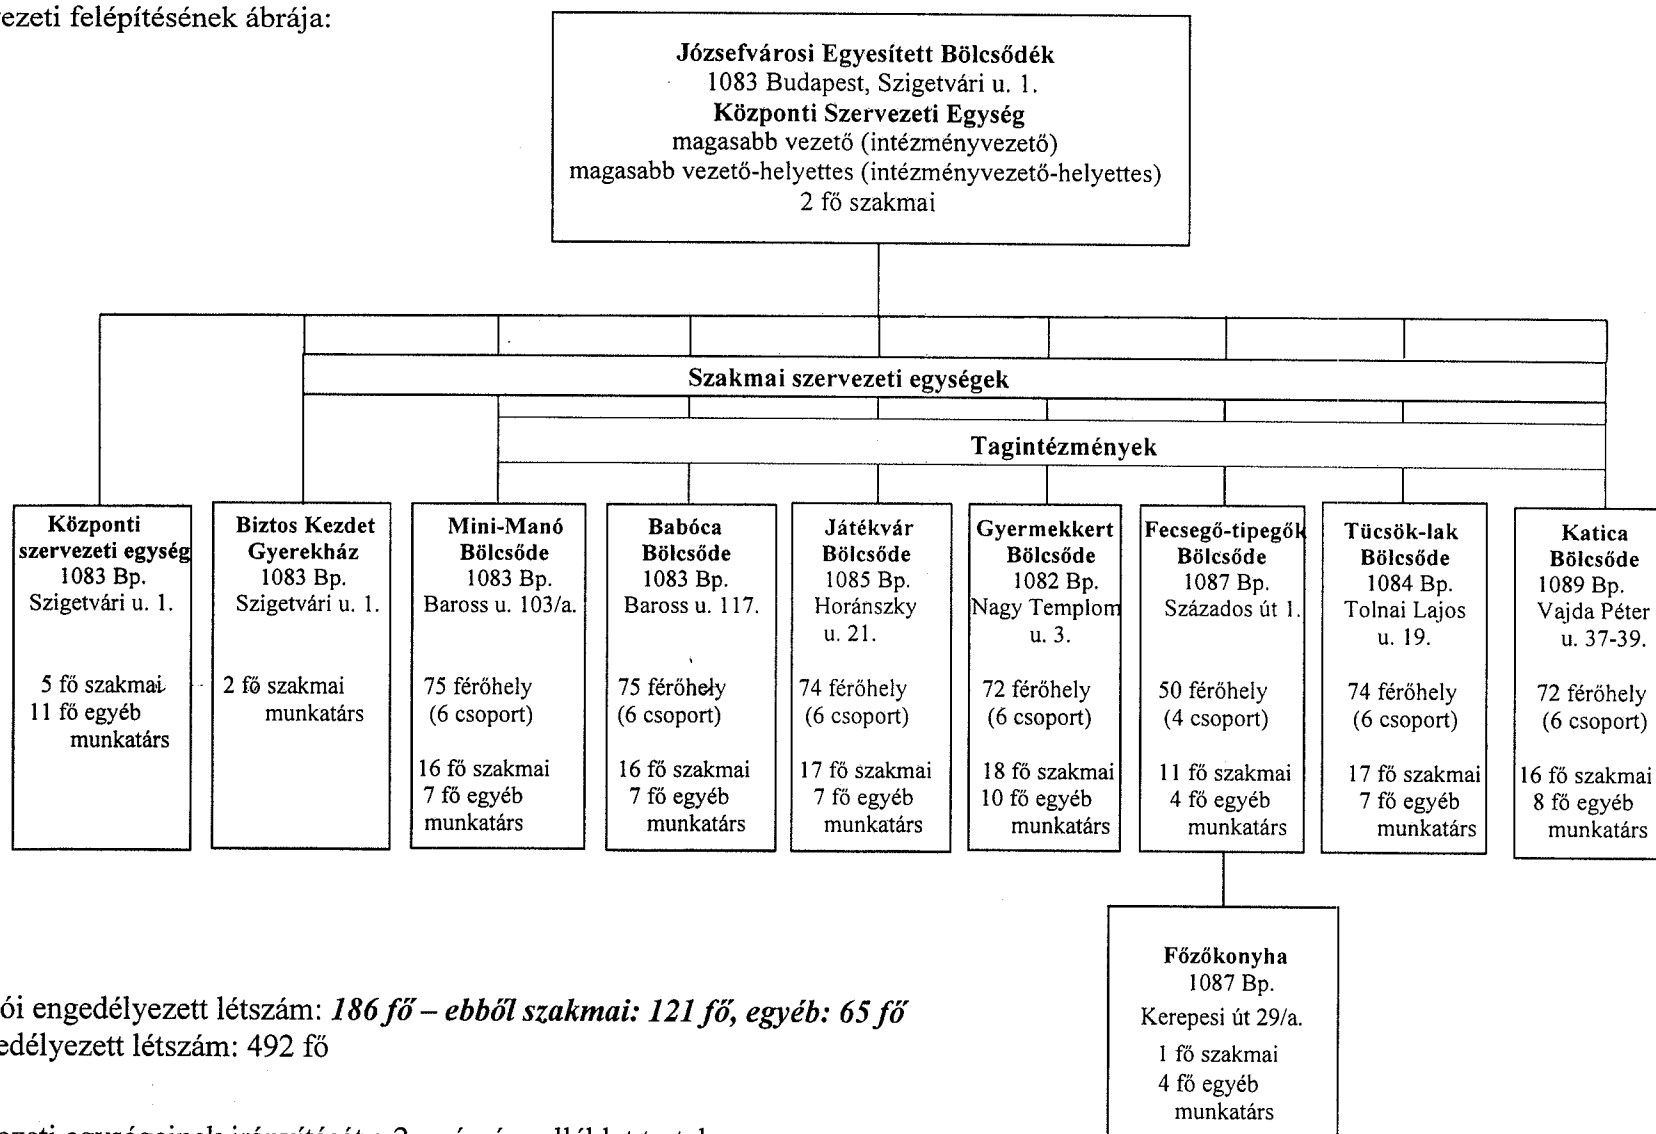 ezeti felépítésének ábrája:
Józsefvárosi Egyesített Bölcsődék
1083 Budapest, Szigetvári u. 1.
Központi Szervezeti Egység
magasabb vezető (intézményvezető)
magasabb vezető-helyettes (intézményvezető-helyettes)
2 fő szakmai
Szakmai szervezeti egységek
Tagintézmények
Központi
szervezeti egység
1083 Bp.
Szigetvári u. 1.
5 fő szakmai
11 fő egyéb
munkatárs
Biztos Kezdet
Gyerekház
1083 Bp.
Szigetvári u. 1.
2 fő szakmai
munkatárs
Mini-Manó
Bölcsőde
1083 Bp.
Baross u. 103/a.
75 férőhely
(6 csoport)
16 fő szakmai
7 fő egyéb
munkatárs
Babóca
Bölcsőde
1083 Bp.
Baross u. 117.
75 férőhely
(6 csoport)
16 fő szakmai
7 fő egyéb
munkatárs
Játékvár
Bölcsőde
1085 Bp.
Horánszky
u. 21.
74 férőhely
(6 csoport)
17 fő szakmai
7 fő egyéb
munkatárs
Gyermekkert
Bölcsőde
1082 Bp.
Nagy Templom
u. 3.
72 férőhely
(6 csoport)
18 fő szakmai
10 fő egyéb
munkatárs
Fecsegő-tipegők
Bölcsőde
1087 Bp.
Százados út 1.
50 férőhely
(4 csoport)
11 fő szakmai
4 fő egyéb
munkatárs
Tücsök-lak
Bölcsőde
1084 Bp.
Tolnai Lajos
u. 19.
74 férőhely
(6 csoport)
17 fő szakmai
7 fő egyéb
munkatárs
Katica
Bölcsőde
1089 Bp.
Vajda Péter
u. 37-39.
72 férőhely
(6 csoport)
16 fő szakmai
8 fő egyéb
munkatárs
Főzőkonyha
1087 Bp.
Kerepesi út 29/a.
1 fő szakmai
4 fő egyéb
munkatárs
ói engedélyezett létszám: 186 fő – ebből szakmai: 121 fő, egyéb: 65 fő
edélyezett létszám: 492 fő